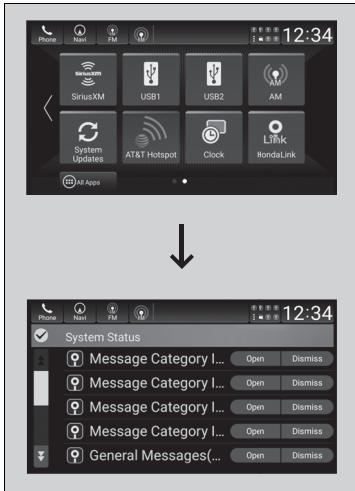 Phone Navi FM AM 12:34
SiriusXM
SiriusXM USB1 USB2 AM
AM
Link
System
Updates AT&T Hotspot Clock HondaLink
All Apps
Phone Navi FM AM 12:34
System Status
Message Category I... Open Dismiss
Message Category I... Open Dismiss
Message Category I... Open Dismiss
Message Category I... Open Dismiss
General Messages(... Open Dismiss